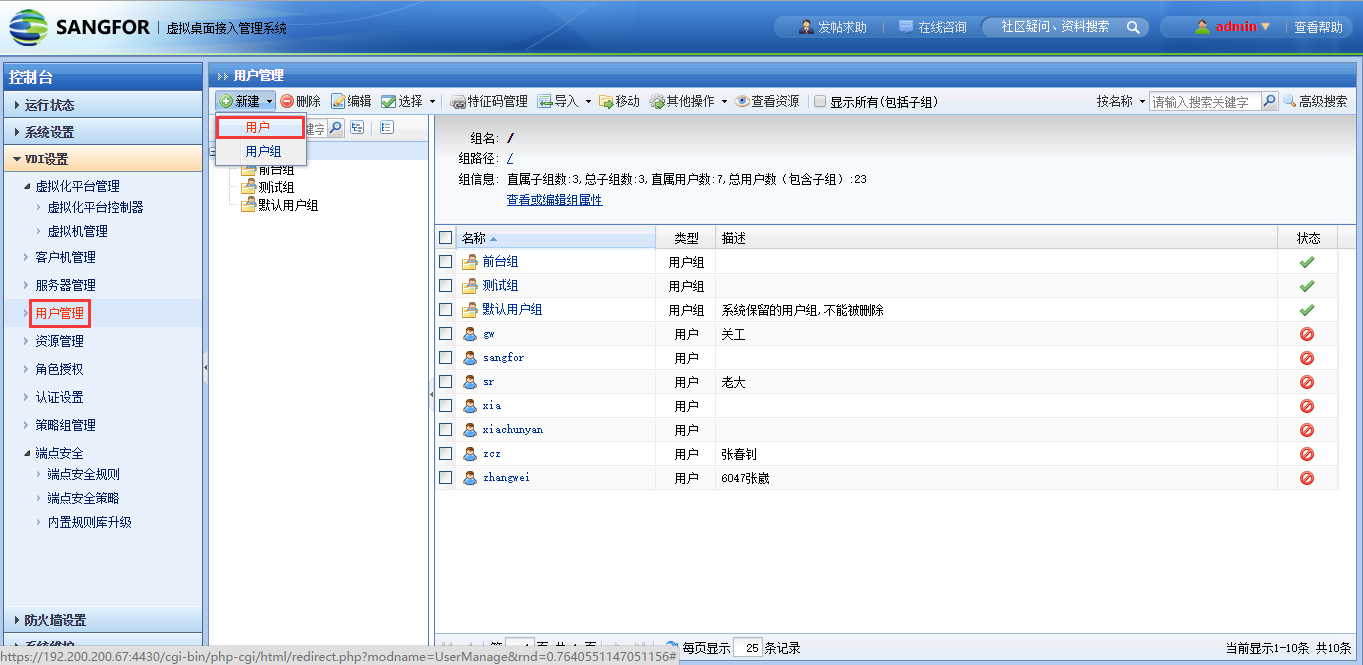 SANGFOR 虚拟桌面接入管理系统
发帖求助 在线咨询 社区疑问、资料搜索 admin 查看帮助
控制台
运行状态
系统设置
VDI设置
虚拟化平台管理
虚拟化平台控制器
虚拟机管理
客户机管理
服务器管理
用户管理
资源管理
角色授权
认证设置
策略组管理
端点安全
端点安全规则
端点安全策略
内置规则库升级
防火墙设置
系统维护
用户管理
新建 删除 编辑 选择 特征码管理 导入 移动 其他操作 查看资源 显示所有(包括子组) 按名称 请输入搜索关键字 高级搜索
用户
用户组
键字
前台组
测试组
默认用户组
组名: /
组路径: /
组信息: 直属子组数:3,总子组数:3,直属用户数:7,总用户数 (包含子组) :23
查看或编辑组属性
名称 类型 描述 状态
前台组 用户组
测试组 用户组
默认用户组 用户组 系统保留的用户组,不能被删除
gw 用户 关工
sangfor 用户
sr 用户 老大
xia 用户
xiachunyan 用户
zcz 用户 张春钊
zhangwei 用户 6047张崴
每页显示 25 条记录 当前显示1-10条 共10条
https://192.200.200.67:4430/cgi-bin/php-cgi/html/redirect.php?modname=UserManage&rnd=0.7640551147051156#